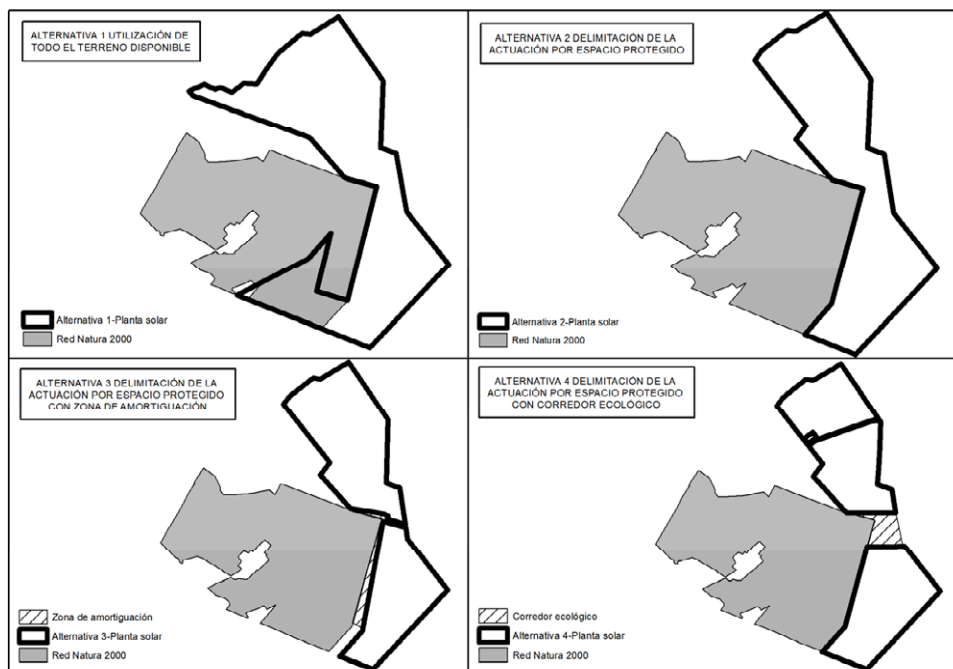 ALTERNATIVA 1 UTILIZACIÓN DE
TODO EL TERRENO DISPONIBLE
Alternativa 1-Planta solar
Red Natura 2000
ALTERNATIVA 2 DELIMITACIÓN DE LA
ACTUACIÓN POR ESPACIO PROTEGIDO
Alternativa 2-Planta solar
Red Natura 2000
ALTERNATIVA 3 DELIMITACIÓN DE LA
ACTUACIÓN POR ESPACIO PROTEGIDO
CON ZONA DE AMORTIGUACIÓN
Zona de amortiguación
Alternativa 3-Planta solar
Red Natura 2000
ALTERNATIVA 4 DELIMITACIÓN DE LA
ACTUACIÓN POR ESPACIO PROTEGIDO
CON CORREDOR ECOLÓGICO
Corredor ecológico
Alternativa 4-Planta solar
Red Natura 2000